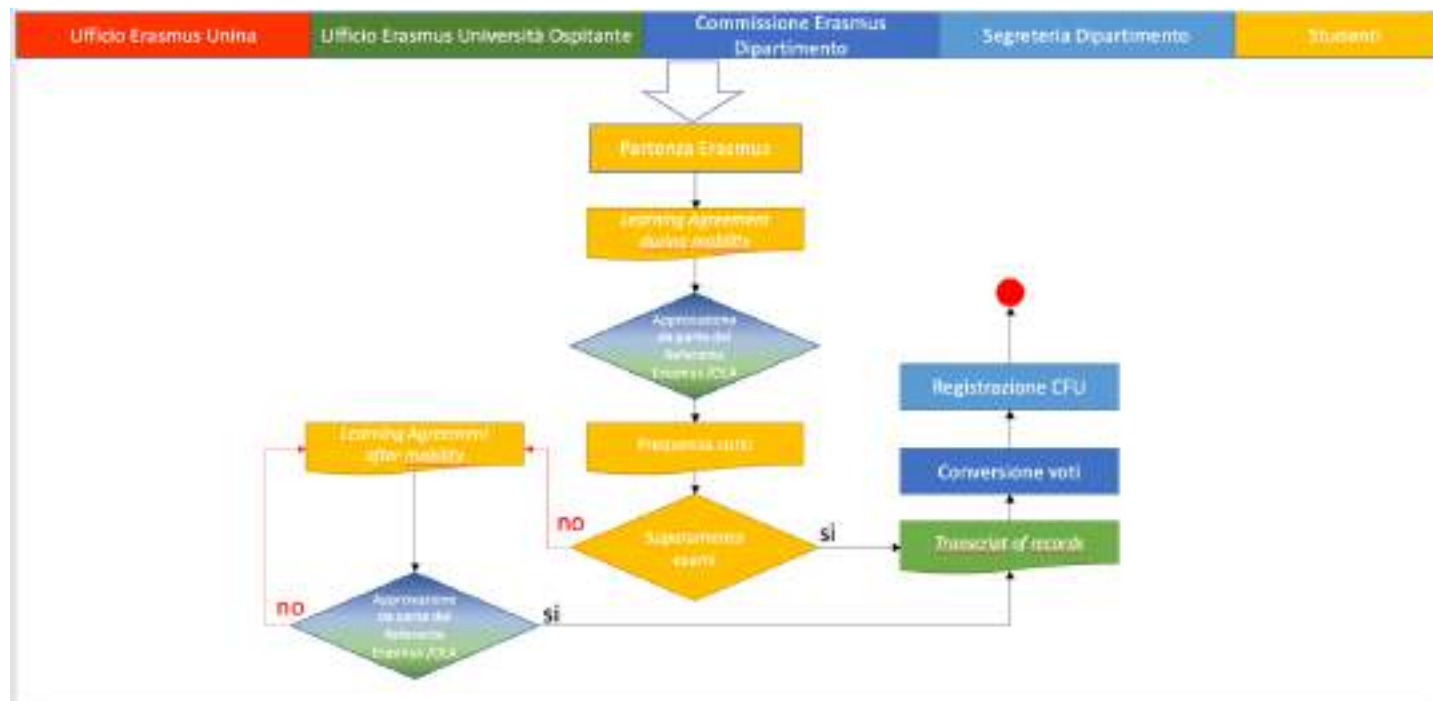 Ufficio Erasmus Unina
Ufficio Erasmus Università Ospitante
Commissione Erasmus
Dipartimento
Segreteria Dipartimento
Studenti
Partenza Erasmus
Learning Agreement
during mobility
Approvazione
da parte del
Referente
Erasmus /OLA
Registrazione CFU
Learning Agreement
after mobility
Frequenza corsi
Conversione voti
no
Superamento
esami
si
Transcript of records
no
Approvazione
da parte del
Referente
Erasmus /OLA
si